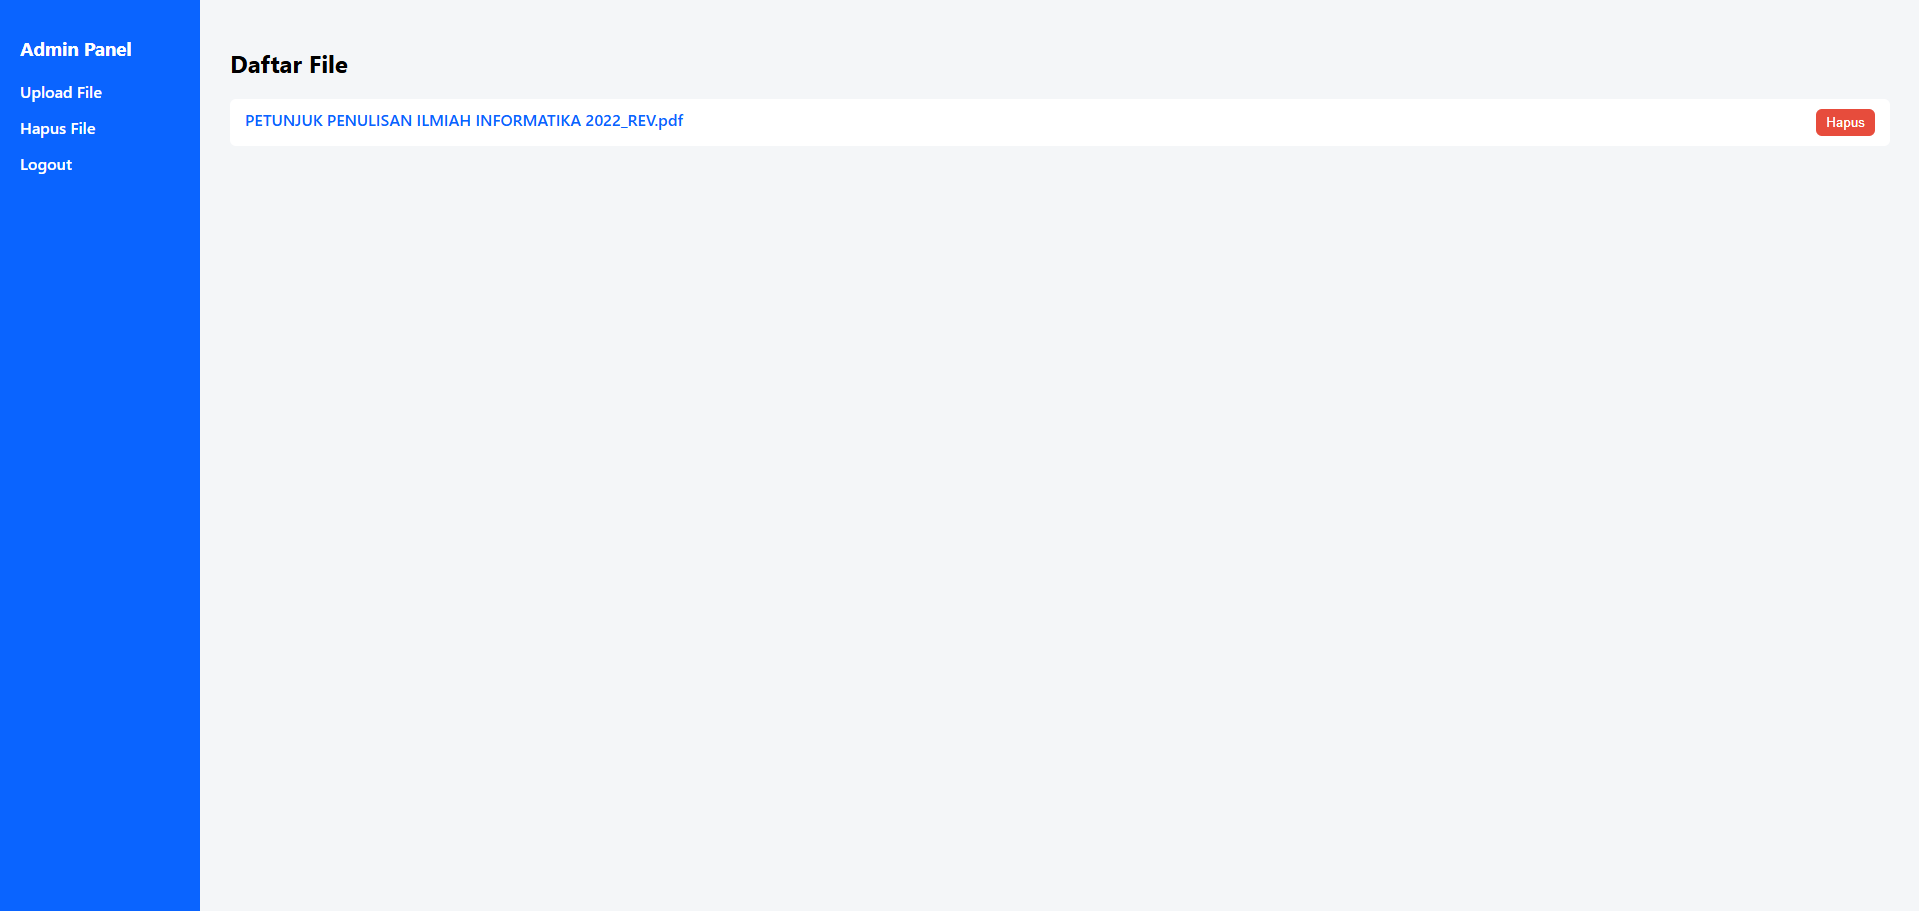 Admin Panel
Upload File
Hapus File
Logout
Daftar File
PETUNJUK PENULISAN ILMIAH INFORMATIKA 2022_REV.pdf
Hapus